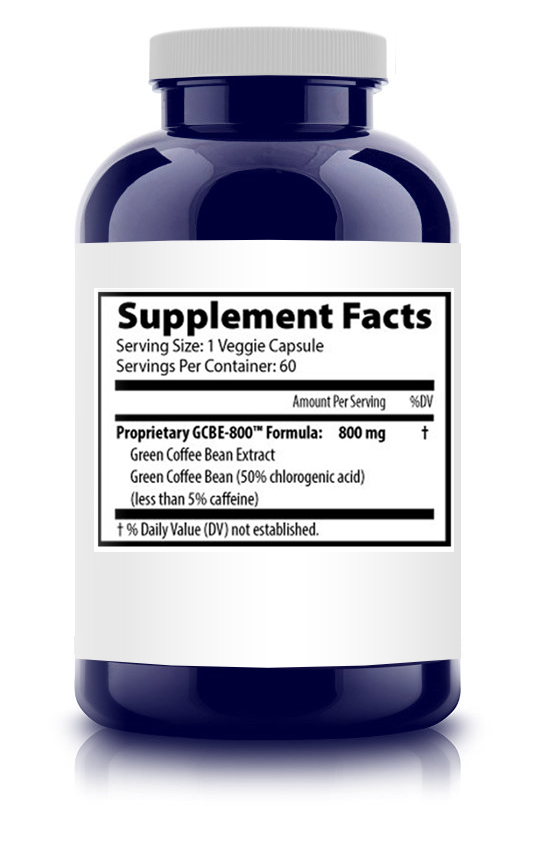 Supplement Facts
Serving Size: 1 Veggie Capsule
Servings Per Container: 60
Amount Per Serving %DV
Proprietary GCBE-800™ Formula: 800 mg †
Green Coffee Bean Extract
Green Coffee Bean (50% chlorogenic acid)
(less than 5% caffeine)
† % Daily Value (DV) not established.